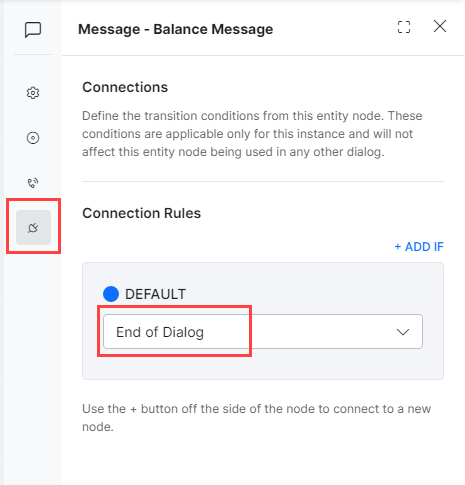 Message - Balance Message
Connections
Define the transition conditions from this entity node. These
conditions are applicable only for this instance and will not
affect this entity node being used in any other dialog.
Connection Rules
+ ADD IF
DEFAULT
End of Dialog
Use the + button off the side of the node to connect to a new
node.